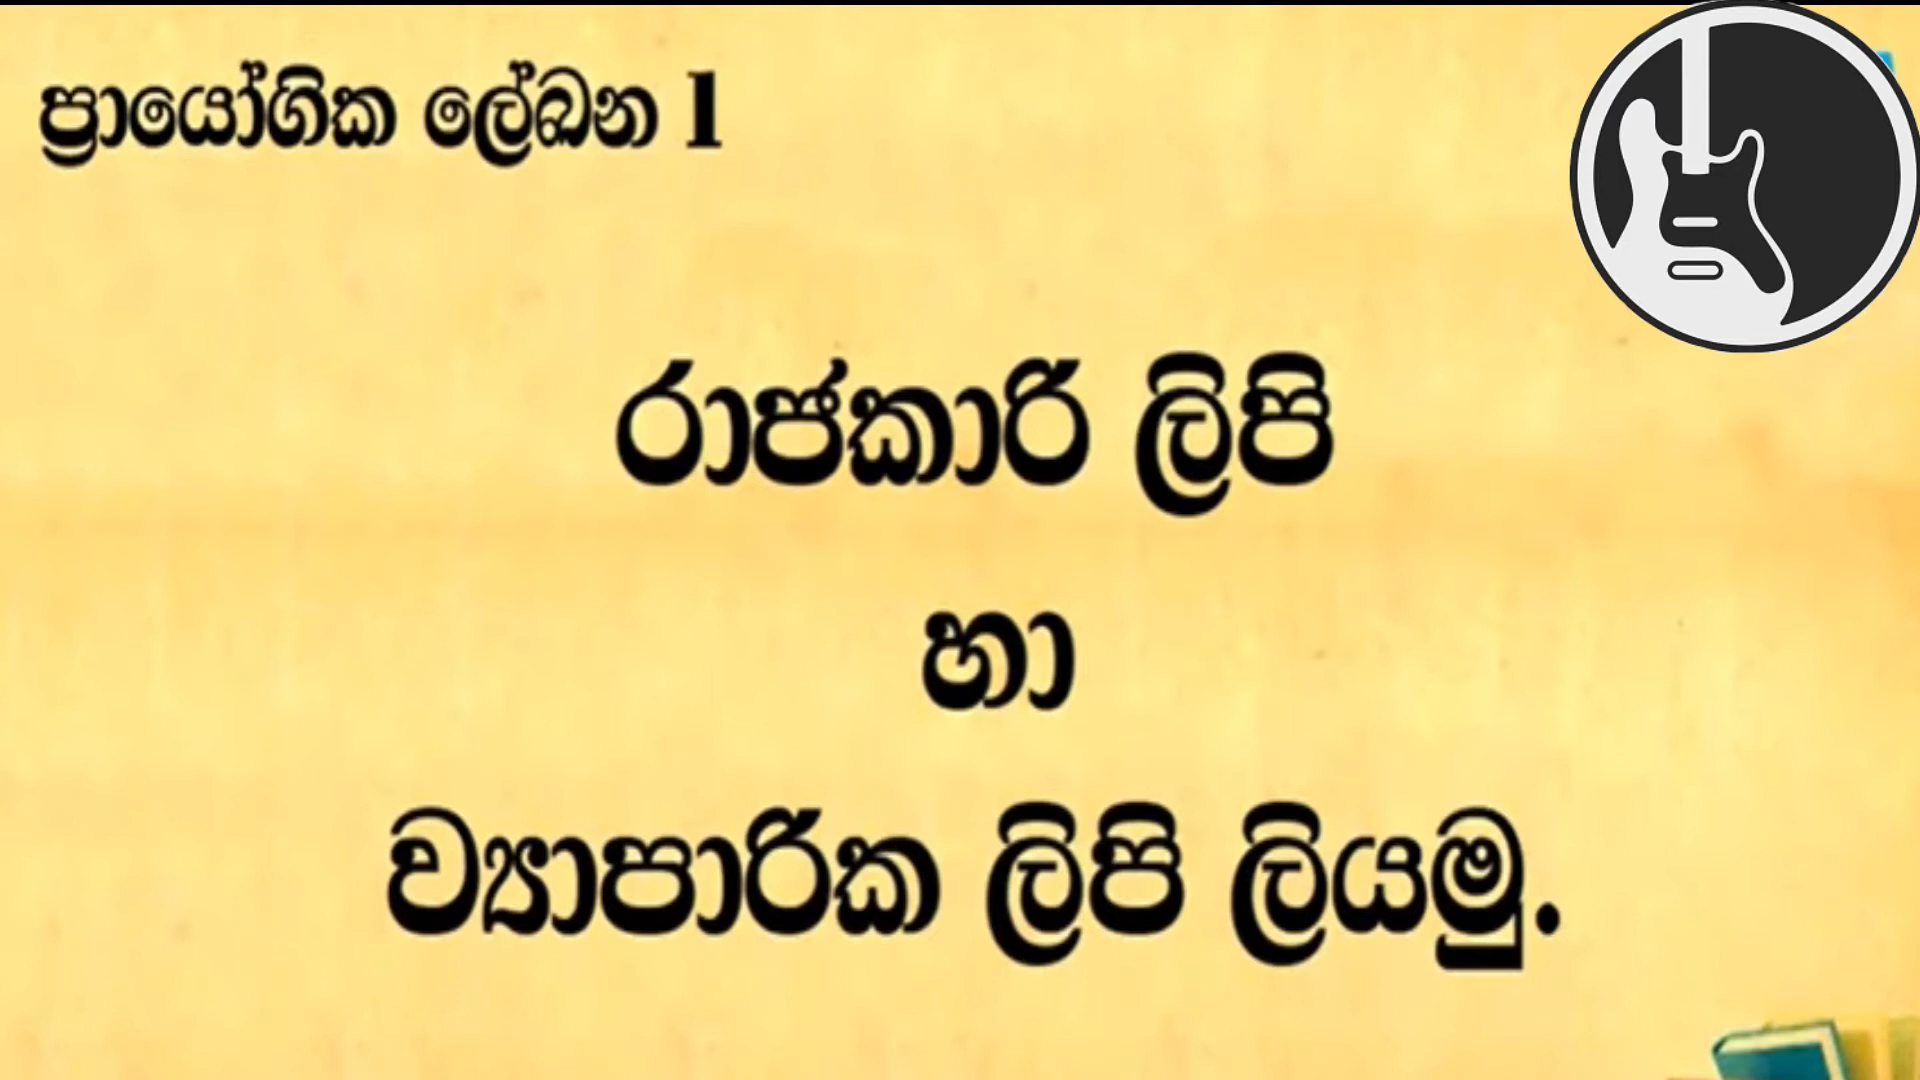 ප්‍රායෝගික ලේඛන 1
රාජකාරි ලිපි
හා
ව්‍යාපාරික ලිපි ලියමු.